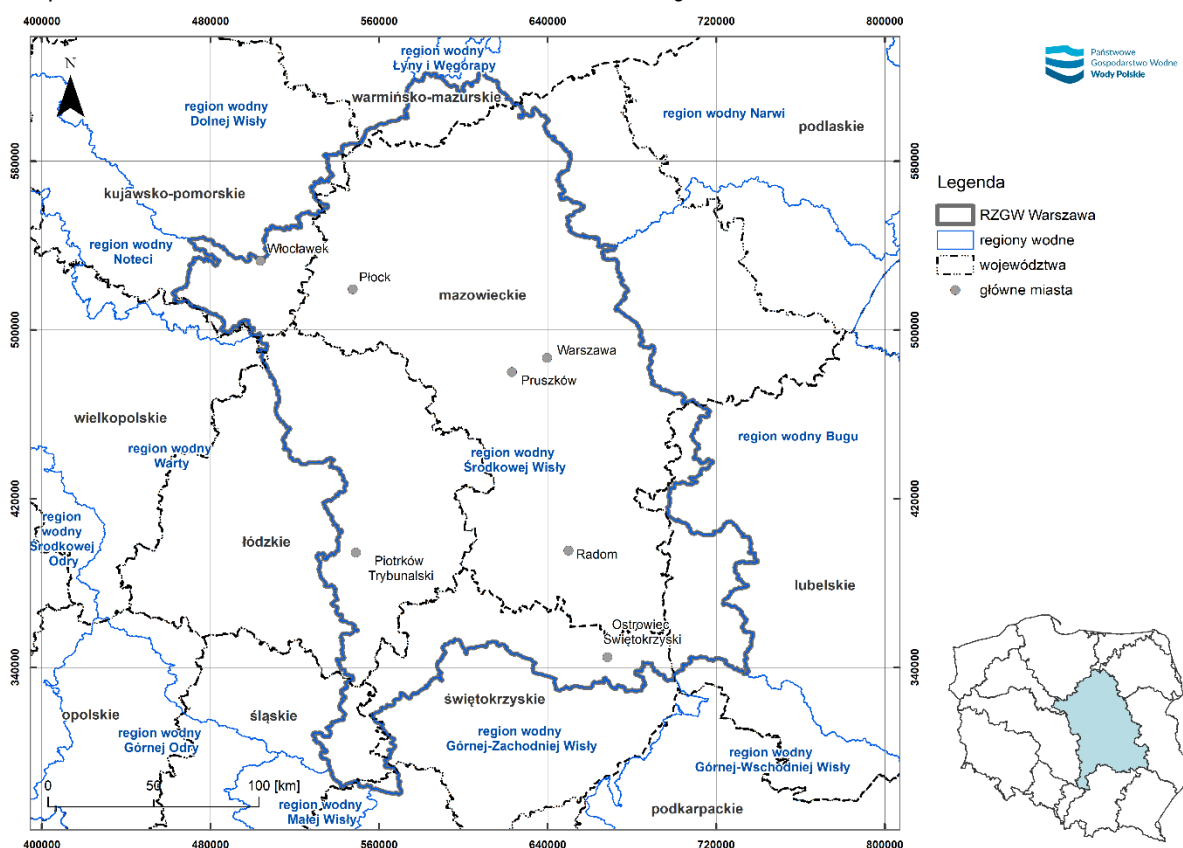 400000
480000
560000
640000
720000
800000
N
region wodny
Łyny i Węgorapy
warmińsko-mazurskie
region wodny
Dolnej Wisły
region wodny Narwi
podlaskie
Państwowe
Gospodarstwo Wodne
Wody Polskie
580000
580000
kujawsko-pomorskie
region wodny
Noteci
Włocławek
Płock
mazowieckie
Legenda
RZGW Warszawa
regiony wodne
województwa
główne miasta
500000
500000
Warszawa
Pruszków
wielkopolskie
region wodny
Warty
region wodny
Środkowej Wisły
region wodny Bugu
420000
420000
region
wodny
Środkowej
Odry
łódzkie
Piotrków
Trybunalski
Radom
lubelskie
Ostrowiec
Świętokrzyski
340000
340000
opolskie
region wodny
Górnej Odry
śląskie
świętokrzyskie
region wodny
Górnej-Zachodniej Wisły
region wodny
Górnej-Wschodniej Wisły
0
50
100 [km]
region wodny
Małej Wisły
podkarpackie
400000
480000
560000
640000
720000
800000